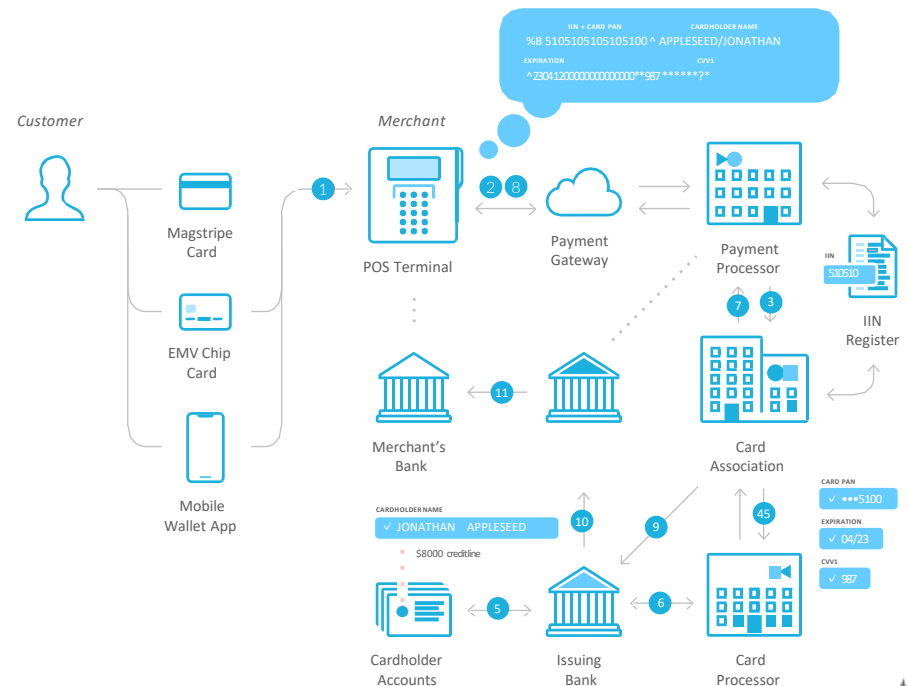 IIN + CARD PAN CARDHOLDER NAME
%B 5105105105105100 ^ APPLESEED/JONATHAN
EXPIRATION CVV1
^23041200000000000000**987 ******?*
Customer
Merchant
1
2 8
Magstripe
Card
POS Terminal
Payment
Gateway
Payment
Processor
IIN
510510
IIN
Register
7 3
EMV Chip
Card
11
Merchant's
Bank
Card
Association
Mobile
Wallet App
CARDHOLDER NAME
✓ JONATHAN APPLESEED
$8000 creditline
10
9
45
CARD PAN
✓ •••5100
EXPIRATION
✓ 04/23
CVV1
✓ 987
5
6
Cardholder
Accounts
Issuing
Bank
Card
Processor